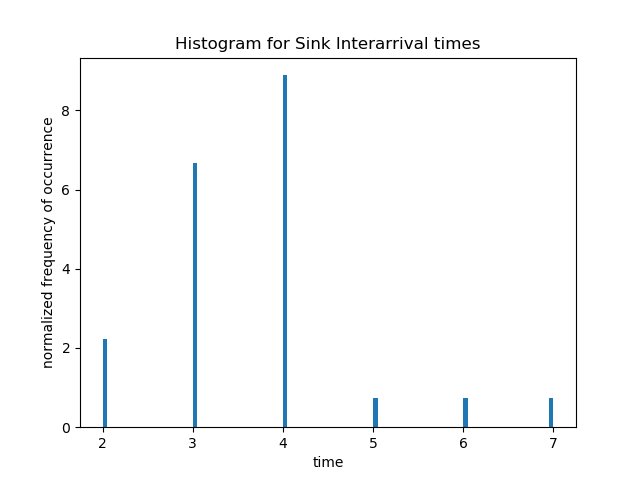 Histogram for Sink Interarrival times
normalized frequency of occurrence
8
6
4
2
0
2 3 4 5 6 7
time